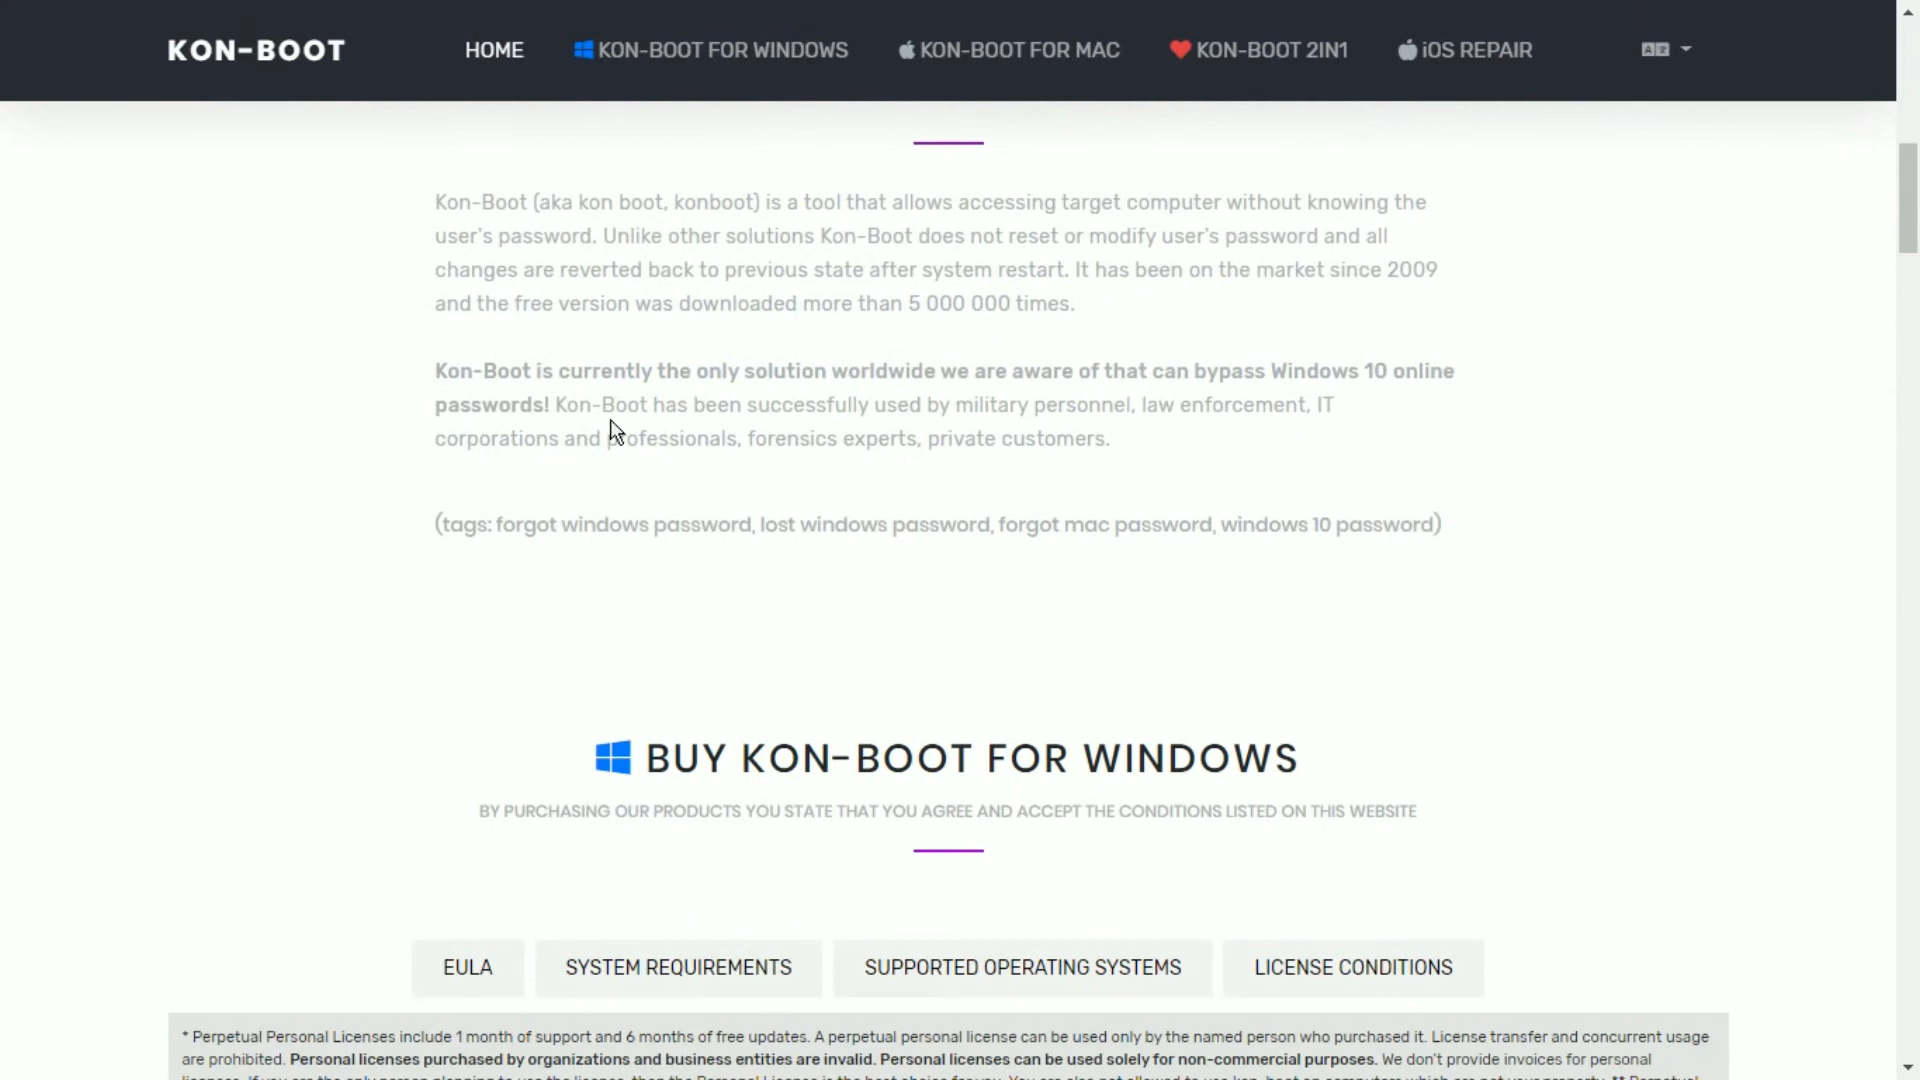 KON-BOOT
HOME
KON-BOOT FOR WINDOWS
KON-BOOT FOR MAC
KON-BOOT 2IN1
iOS REPAIR
Kon-Boot (aka kon boot, konboot) is a tool that allows accessing target computer without knowing the
user's password. Unlike other solutions Kon-Boot does not reset or modify user's password and all
changes are reverted back to previous state after system restart. It has been on the market since 2009
and the free version was downloaded more than 5 000 000 times.
Kon-Boot is currently the only solution worldwide we are aware of that can bypass Windows 10 online
passwords! Kon-Boot has been successfully used by military personnel, law enforcement, IT
corporations and professionals, forensics experts, private customers.
(tags: forgot windows password, lost windows password, forgot mac password, windows 10 password)
BUY KON-BOOT FOR WINDOWS
BY PURCHASING OUR PRODUCTS YOU STATE THAT YOU AGREE AND ACCEPT THE CONDITIONS LISTED ON THIS WEBSITE
EULA
SYSTEM REQUIREMENTS
SUPPORTED OPERATING SYSTEMS
LICENSE CONDITIONS
* Perpetual Personal Licenses include 1 month of support and 6 months of free updates. A perpetual personal license can be used only by the named person who purchased it. License transfer and concurrent usage
are prohibited. Personal licenses purchased by organizations and business entities are invalid. Personal licenses can be used solely for non-commercial purposes. We don't provide invoices for personal